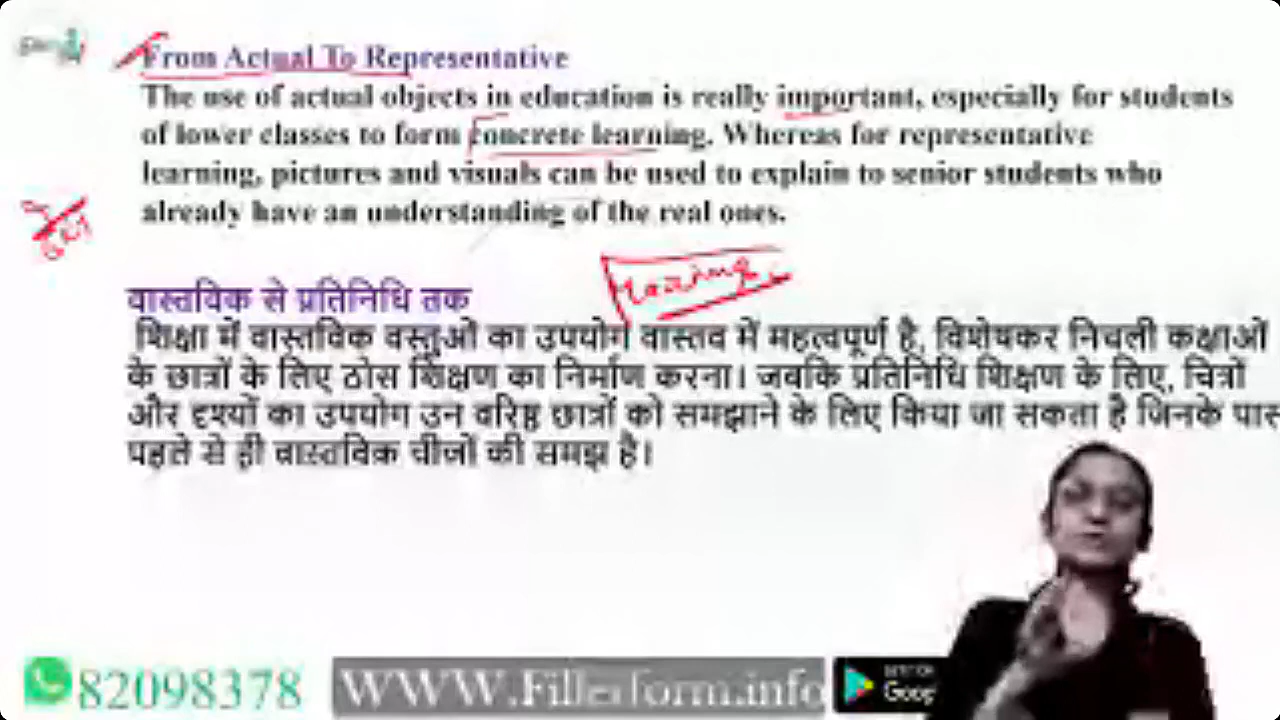 From Actual To Representative
The use of actual objects in education is really important, especially for students
of lower classes to form concrete learning. Whereas for representative
learning, pictures and visuals can be used to explain to senior students who
already have an understanding of the real ones.
वास्तविक से प्रतिनिधि तक
शिक्षा में वास्तविक वस्तुओं का उपयोग वास्तव में महत्वपूर्ण है, विशेषकर निचली कक्षाओं
के छात्रों के लिए ठोस शिक्षण का निर्माण करना। जबकि प्रतिनिधि शिक्षण के लिए, चित्रों
और दृश्यों का उपयोग उन वरिष्ठ छात्रों को समझाने के लिए किया जा सकता है जिनके पास
पहले से ही वास्तविक चीजों की समझ है।
82098378 WWW.Fillerform.info